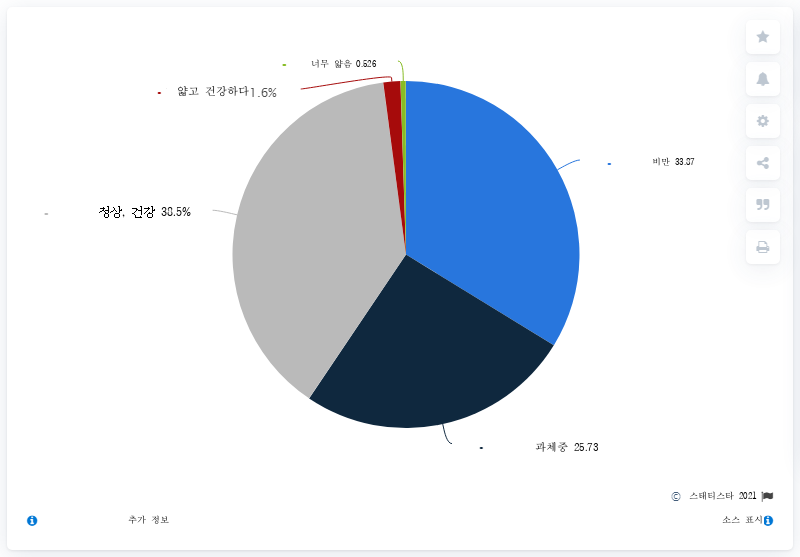 너무 얇음 0.526
얇고 건강하다1.6%
비만 33.87
정상, 건강 38.5%
과체중 25.73
© 스태티스타 2021
추가 정보
소스 표시